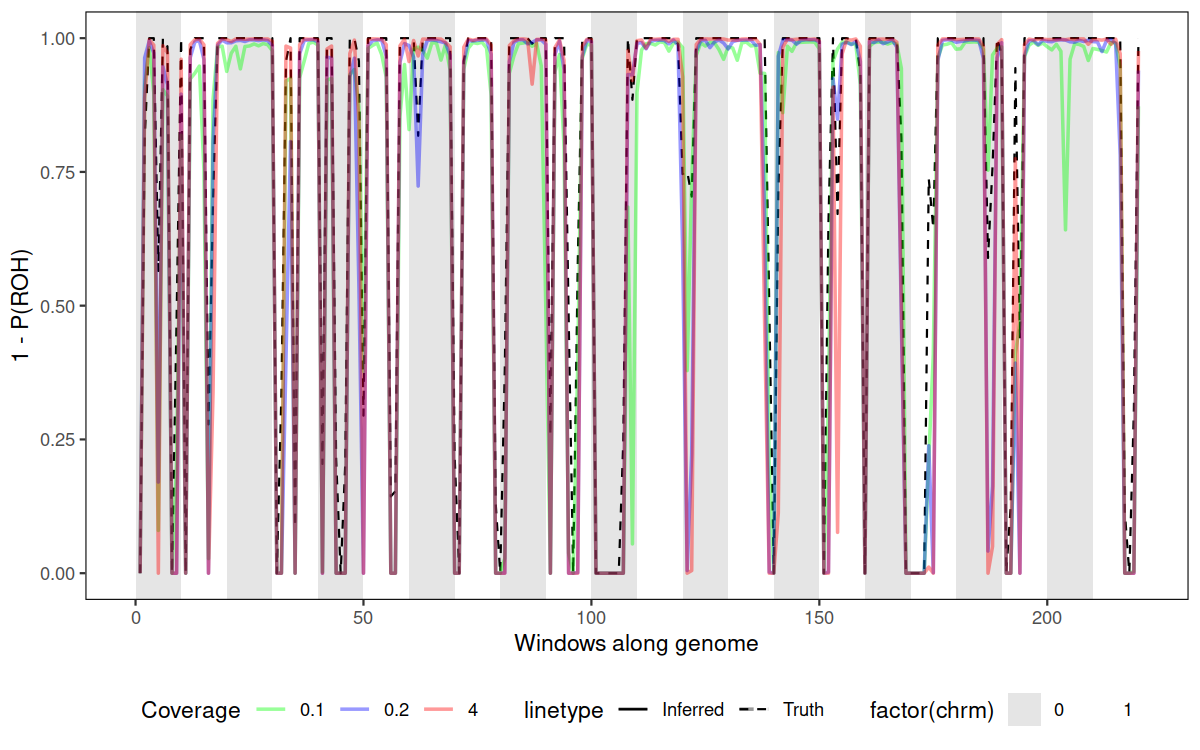 1.00
0.75
0.50
0.25
0.00
1 - P(ROH)
0 50 100 150 200
Windows along genome
Coverage 0.1 0.2 4 linetype Inferred Truth factor(chrm) 0 1